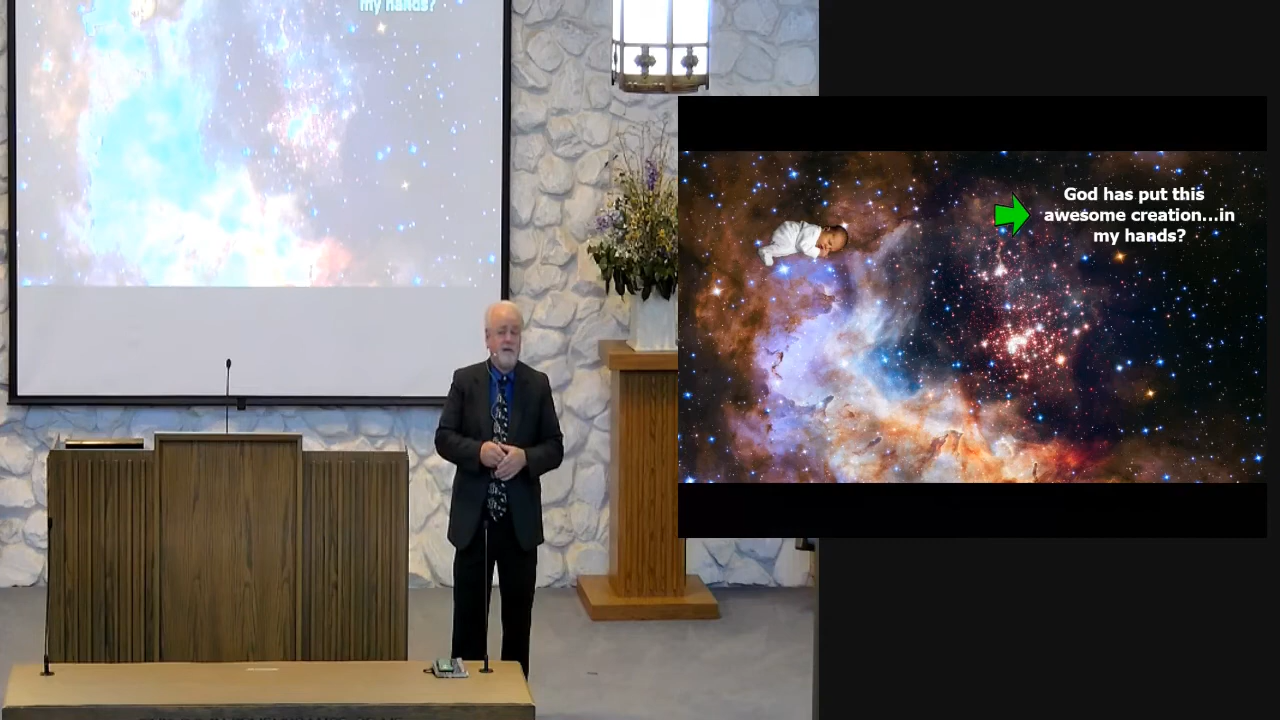 my hands?
God has put this
awesome creation...in
my hands?